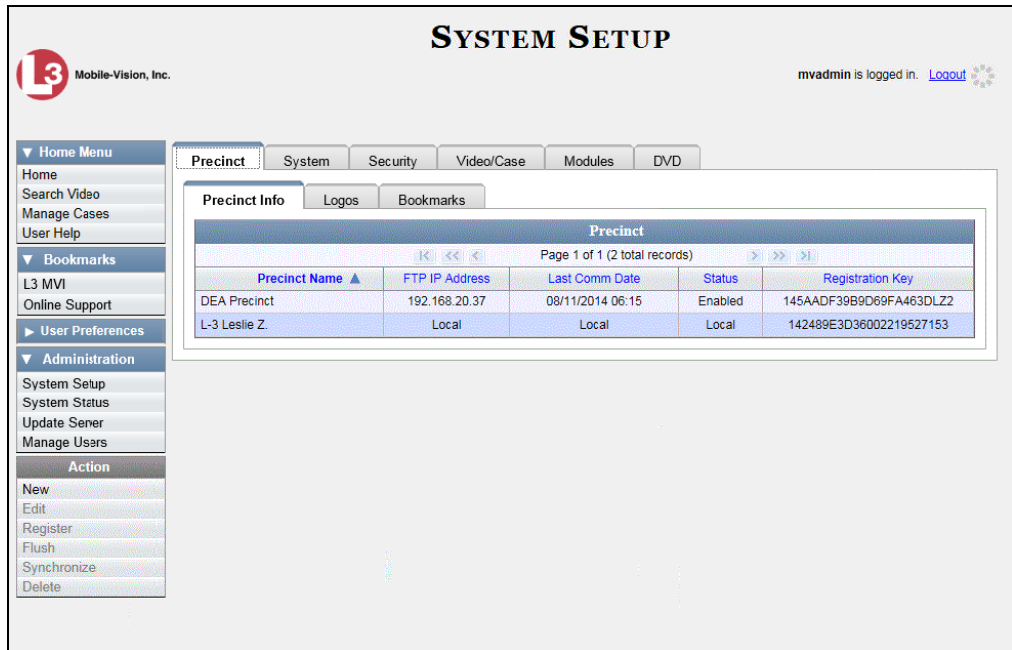 SYSTEM SETUP
L3 Mobile-Vision, Inc.
mvadmin is logged in. Logout
▼ Home Menu
Home
Search Video
Manage Cases
User Help
▼ Bookmarks
L3 MVI
Online Support
▶ User Preferences
▼ Administration
System Setup
System Status
Update Server
Manage Users
Action
New
Edit
Register
Flush
Synchronize
Delete
Precinct System Security Video/Case Modules DVD
Precinct Info Logos Bookmarks
Precinct
|< << < Page 1 of 1 (2 total records) > >> >|
Precinct Name ▲ FTP IP Address Last Comm Date Status Registration Key
DEA Precinct 192.168.20.37 08/11/2014 06:15 Enabled 145AADF39B9D69FA463DLZ2
L-3 Leslie Z. Local Local Local 142489E3D36002219527153